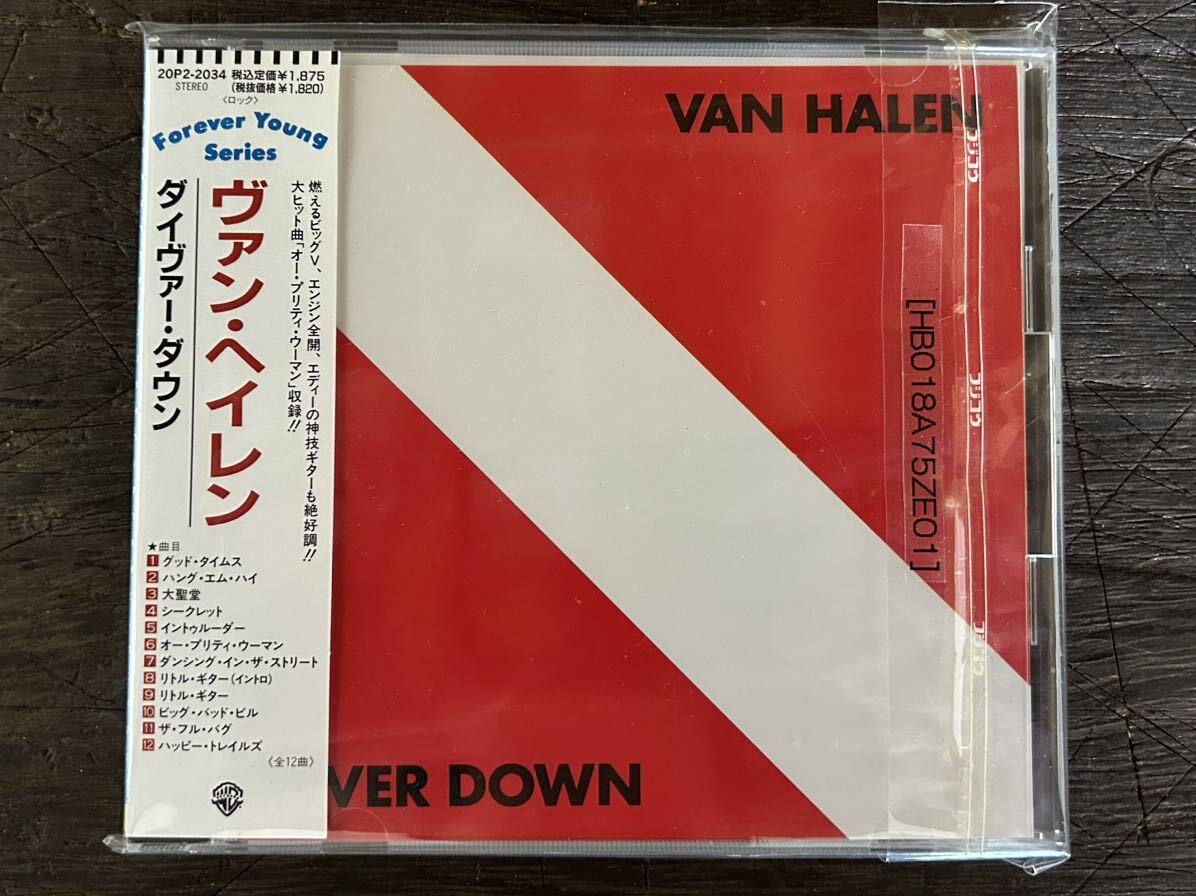 20P2-2034 税込定価¥1,875
STEREO (税抜価格¥1,820)
〈ロック〉
Forever Young
Series
燃えるビッグV、エンジン全開、エディーの神技ギターも絶好調!!
大ヒット曲「オー・プリティ・ウーマン」収録!!
ヴァン・ヘイレン
ダイヴァー・ダウン
★曲目
1 グッド・タイムス
2 ハング・エム・ハイ
3 大聖堂
4 シークレット
5 イントゥルーダー
6 オー・プリティ・ウーマン
7 ダンシング・イン・ザ・ストリート
8 リトル・ギター(イントロ)
9 リトル・ギター
10 ビッグ・バッド・ビル
11 ザ・フル・バグ
12 ハッピー・トレイルズ
《全12曲》
VAN HALEN
VER DOWN
[HB018A75ZE01]